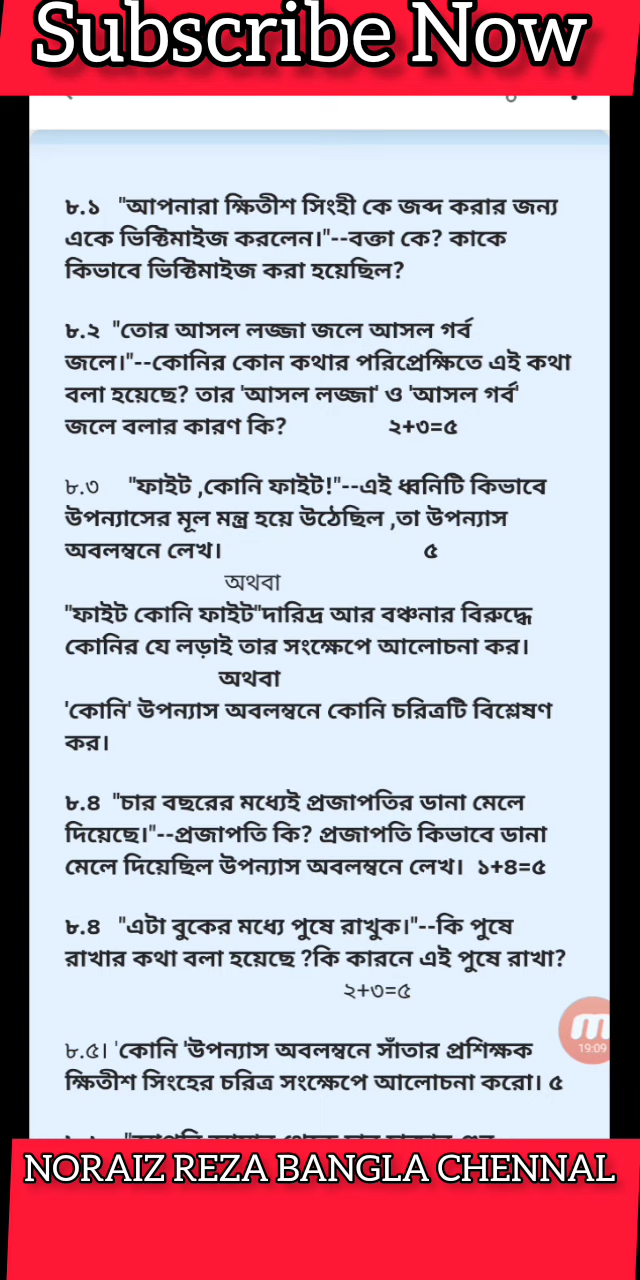 Subscribe Now
৮.১ "আপনারা ক্ষিতীশ সিংহী কে জব্দ করার জন্য
একে ভিক্টিমাইজ করলেন।"--বক্তা কে? কাকে
কিভাবে ভিক্টিমাইজ করা হয়েছিল?
৮.২ "তোর আসল লজ্জা জলে আসল গর্ব
জলে।"--কোনির কোন কথার পরিপ্রেক্ষিতে এই কথা
বলা হয়েছে? তার 'আসল লজ্জা' ও 'আসল গর্ব'
জলে বলার কারণ কি? ২+৩=৫
৮.৩ "ফাইট ,কোনি ফাইট!"--এই ধ্বনিটি কিভাবে
উপন্যাসের মূল মন্ত্র হয়ে উঠেছিল ,তা উপন্যাস
অবলম্বনে লেখ। ৫
অথবা
"ফাইট কোনি ফাইট"দারিদ্র আর বঞ্চনার বিরুদ্ধে
কোনির যে লড়াই তার সংক্ষেপে আলোচনা কর।
অথবা
'কোনি' উপন্যাস অবলম্বনে কোনি চরিত্রটি বিশ্লেষণ
কর।
৮.৪ "চার বছরের মধ্যেই প্রজাপতির ডানা মেলে
দিয়েছে।"--প্রজাপতি কি? প্রজাপতি কিভাবে ডানা
মেলে দিয়েছিল উপন্যাস অবলম্বনে লেখ। ১+৪=৫
৮.৪ "এটা বুকের মধ্যে পুষে রাখুক।"--কি পুষে
রাখার কথা বলা হয়েছে ?কি কারনে এই পুষে রাখা?
২+৩=৫
৮.৫। 'কোনি 'উপন্যাস অবলম্বনে সাঁতার প্রশিক্ষক
ক্ষিতীশ সিংহের চরিত্র সংক্ষেপে আলোচনা করো। ৫
19:09
NORAIZ REZA BANGLA CHENNAL